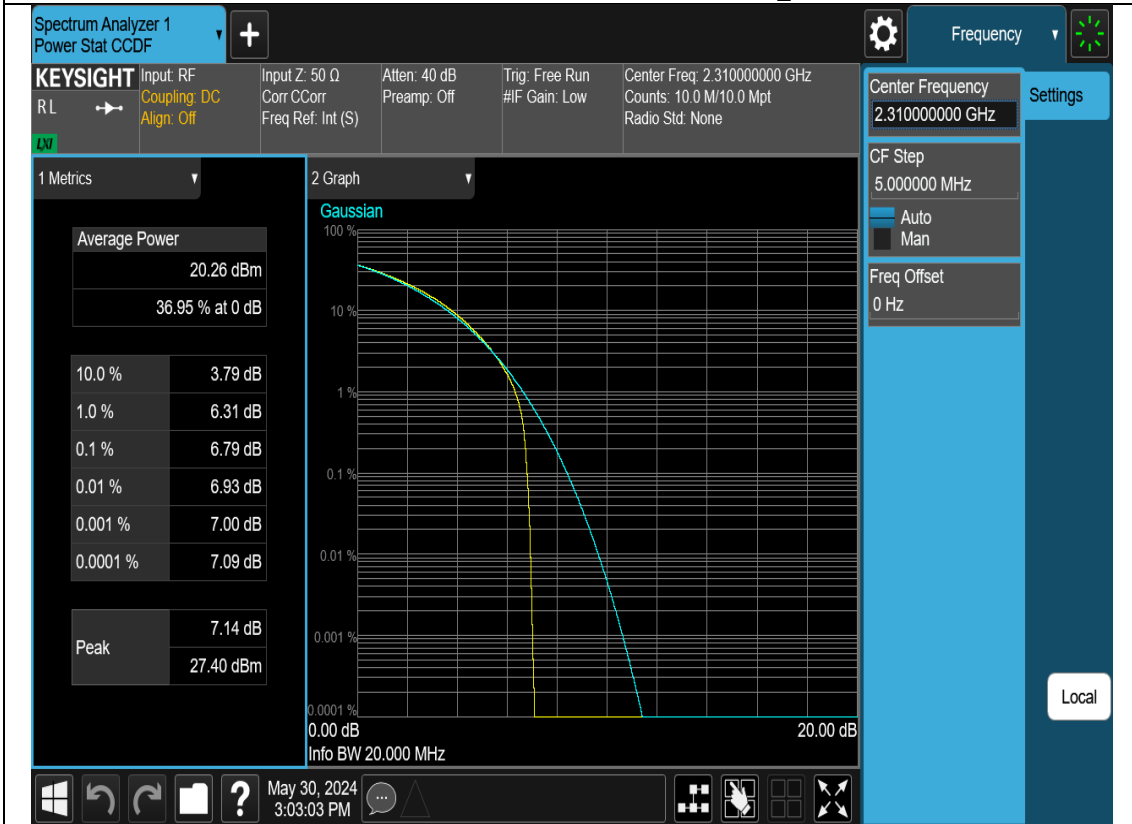 Spectrum Analyzer 1
Power Stat CCDF
Frequency
KEYSIGHT
RL
LXI
Input: RF
Coupling: DC
Align: Off
Input Z: 50 Ω
Corr CCorr
Freq Ref: Int (S)
Atten: 40 dB
Preamp: Off
Trig: Free Run
#IF Gain: Low
Center Freq: 2.310000000 GHz
Counts: 10.0 M/10.0 Mpt
Radio Std: None
Center Frequency
2.310000000 GHz
Settings
CF Step
5.000000 MHz
Auto
Man
Freq Offset
0 Hz
1 Metrics
Average Power
20.26 dBm
36.95 % at 0 dB
10.0 % 3.79 dB
1.0 % 6.31 dB
0.1 % 6.79 dB
0.01 % 6.93 dB
0.001 % 7.00 dB
0.0001 % 7.09 dB
Peak
7.14 dB
27.40 dBm
2 Graph
Gaussian
100 %
10 %
1 %
0.1 %
0.01 %
0.001 %
0.0001 %
0.00 dB 20.00 dB
Info BW 20.000 MHz
Local
?
May 30, 2024
3:03:03 PM